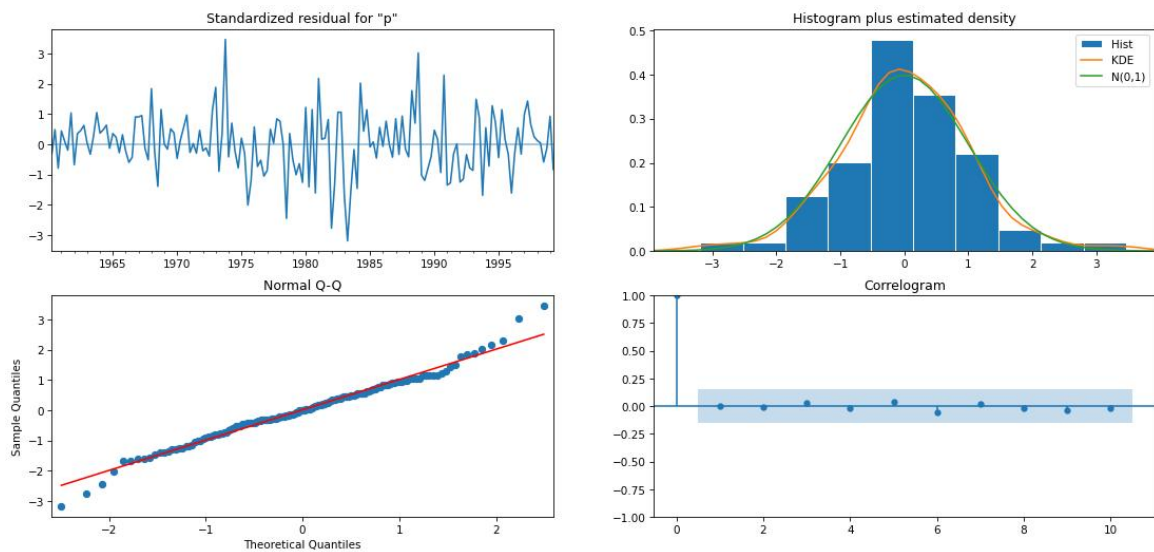 Standardized residual for "p"
3
2
1
0
−1
−2
−3
1965 1970 1975 1980 1985 1990 1995
Histogram plus estimated density
Hist
KDE
N(0,1)
0.5
0.4
0.3
0.2
0.1
0.0
−3 −2 −1 0 1 2 3
Normal Q-Q
Sample Quantiles
3
2
1
0
−1
−2
−3
−2 −1 0 1 2
Theoretical Quantiles
Correlogram
1.00
0.75
0.50
0.25
0.00
−0.25
−0.50
−0.75
−1.00
0 2 4 6 8 10